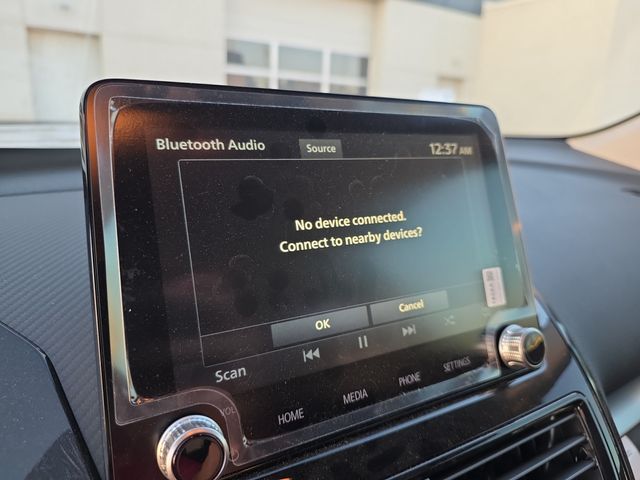 Bluetooth Audio
Source
12:37 AM
No device connected.
Connect to nearby devices?
OK
Cancel
Scan
VOL
HOME
MEDIA
PHONE
SETTINGS